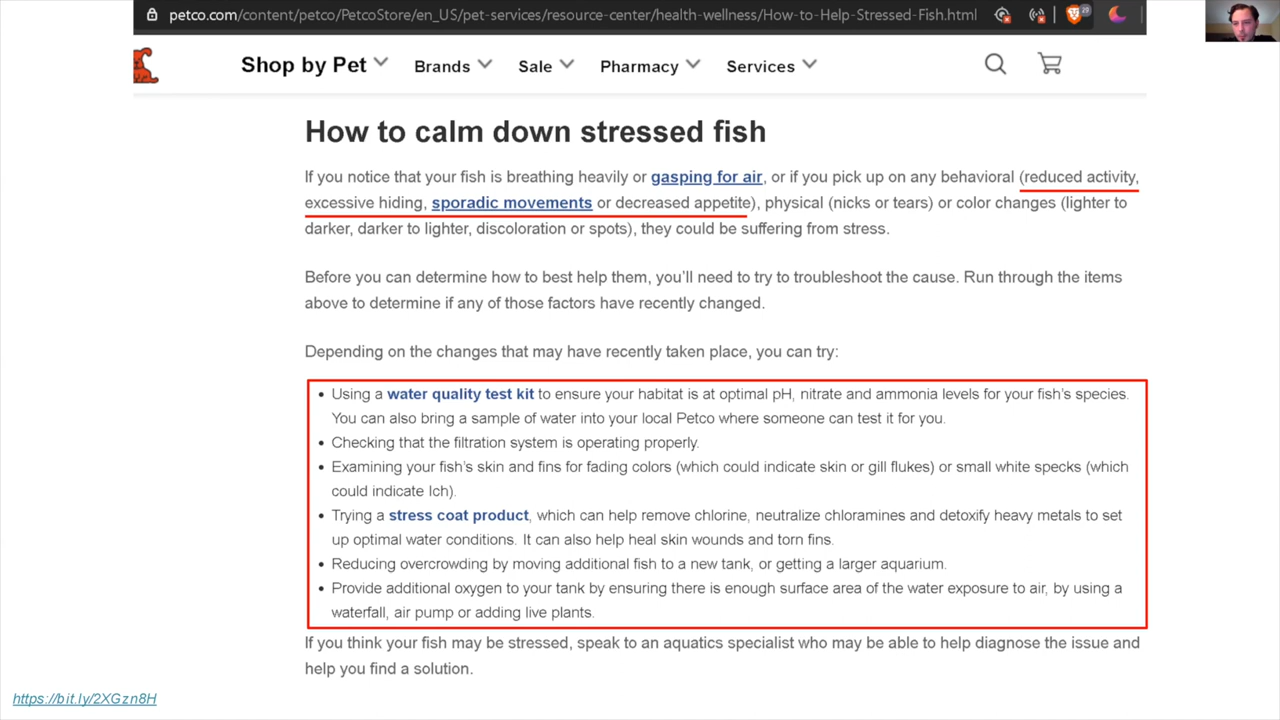 petco.com/content/petco/PetcoStore/en_US/pet-services/resource-center/health-wellness/How-to-Help-Stressed-Fish.html
29
Shop by Pet Brands Sale Pharmacy Services
How to calm down stressed fish
If you notice that your fish is breathing heavily or gasping for air, or if you pick up on any behavioral (reduced activity,
excessive hiding, sporadic movements or decreased appetite), physical (nicks or tears) or color changes (lighter to
darker, darker to lighter, discoloration or spots), they could be suffering from stress.
Before you can determine how to best help them, you’ll need to try to troubleshoot the cause. Run through the items
above to determine if any of those factors have recently changed.
Depending on the changes that may have recently taken place, you can try:
• Using a water quality test kit to ensure your habitat is at optimal pH, nitrate and ammonia levels for your fish’s species.
You can also bring a sample of water into your local Petco where someone can test it for you.
• Checking that the filtration system is operating properly.
• Examining your fish’s skin and fins for fading colors (which could indicate skin or gill flukes) or small white specks (which
could indicate Ich).
• Trying a stress coat product, which can help remove chlorine, neutralize chloramines and detoxify heavy metals to set
up optimal water conditions. It can also help heal skin wounds and torn fins.
• Reducing overcrowding by moving additional fish to a new tank, or getting a larger aquarium.
• Provide additional oxygen to your tank by ensuring there is enough surface area of the water exposure to air, by using a
waterfall, air pump or adding live plants.
If you think your fish may be stressed, speak to an aquatics specialist who may be able to help diagnose the issue and
help you find a solution.
https://bit.ly/2XGzn8H